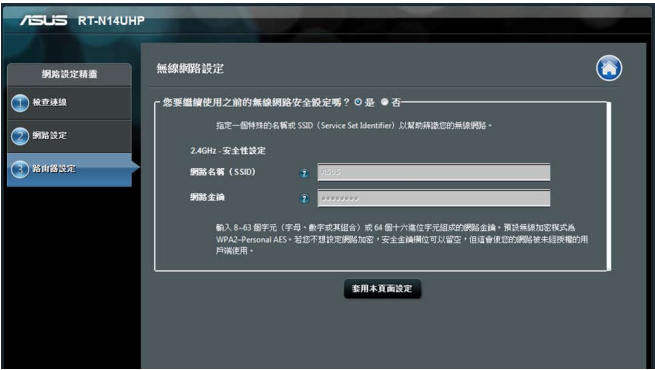 ASUS RT-N14UHP
網路設定精靈
1 檢查連線
2 網路設定
3 路由器設定
無線網路設定
您要繼續使用之前的無線網路安全設定嗎？ 是 否
指定一個特殊的名稱或 SSID（Service Set Identifier）以幫助辨識您的無線網路。
2.4GHz - 安全性設定
網路名稱（SSID） ? ASUS
網路金鑰 ? ********
輸入 8~63 個字元（字母、數字或其組合）或 64 個十六進位字元組成的網路金鑰。預設無線加密模式為
WPA2-Personal AES。若您不想設定網路加密，安全金鑰欄位可以留空，但這會使您的網路被未經授權的用
戶端使用。
套用本頁面設定